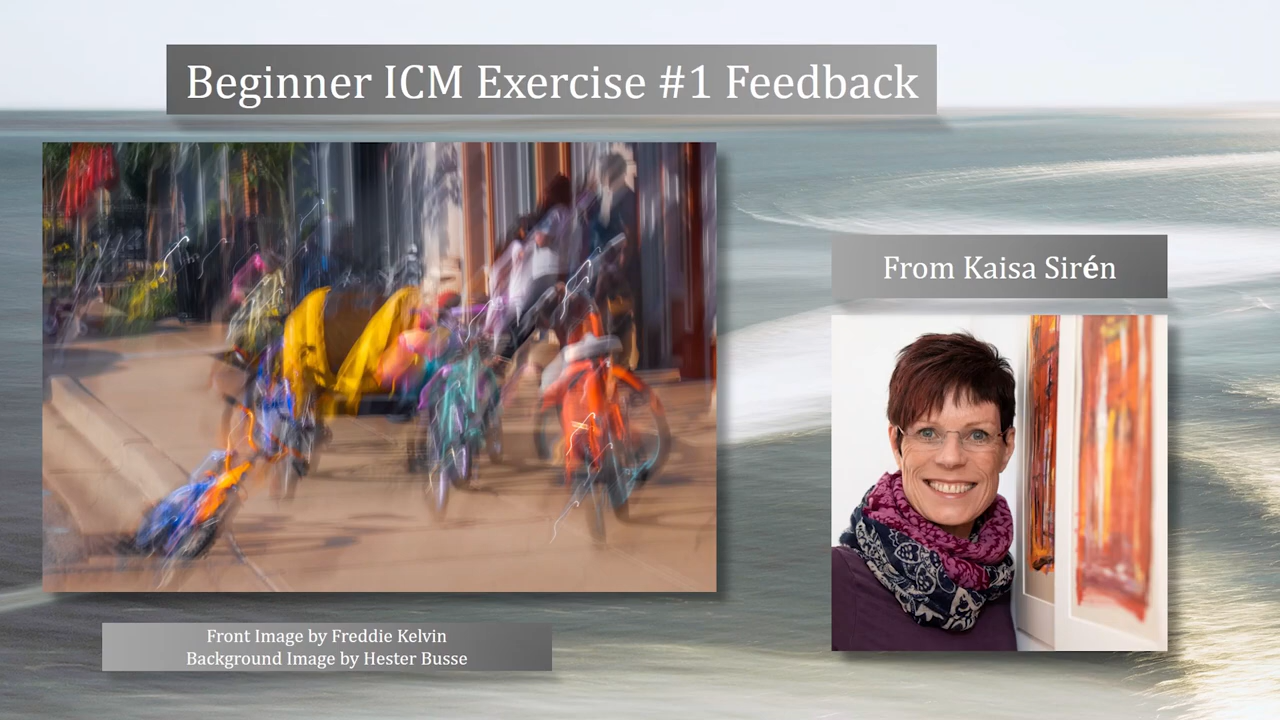 Beginner ICM Exercise #1 Feedback
From Kaisa Sirén
Front Image by Freddie Kelvin
Background Image by Hester Busse